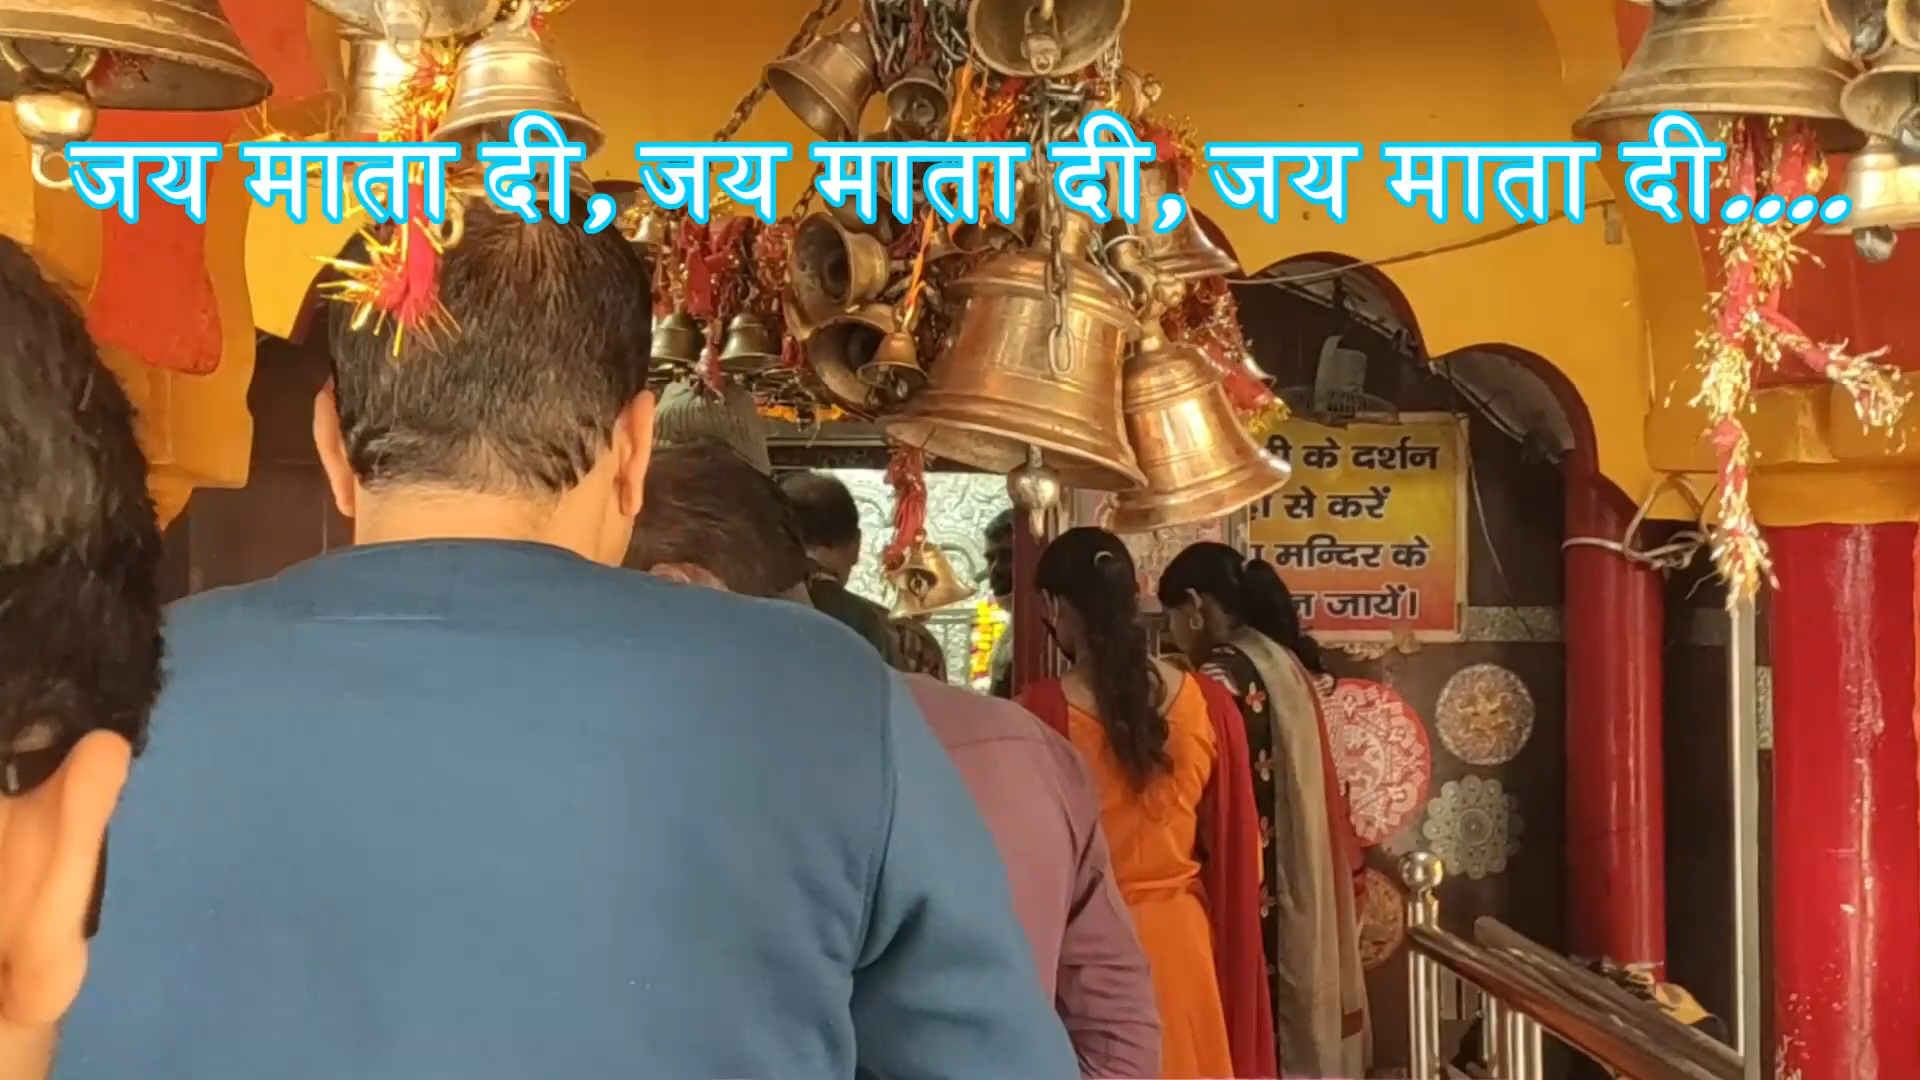 जय माता दी, जय माता दी, जय माता दी....
के दर्शन
से करें
मन्दिर को
जायें।